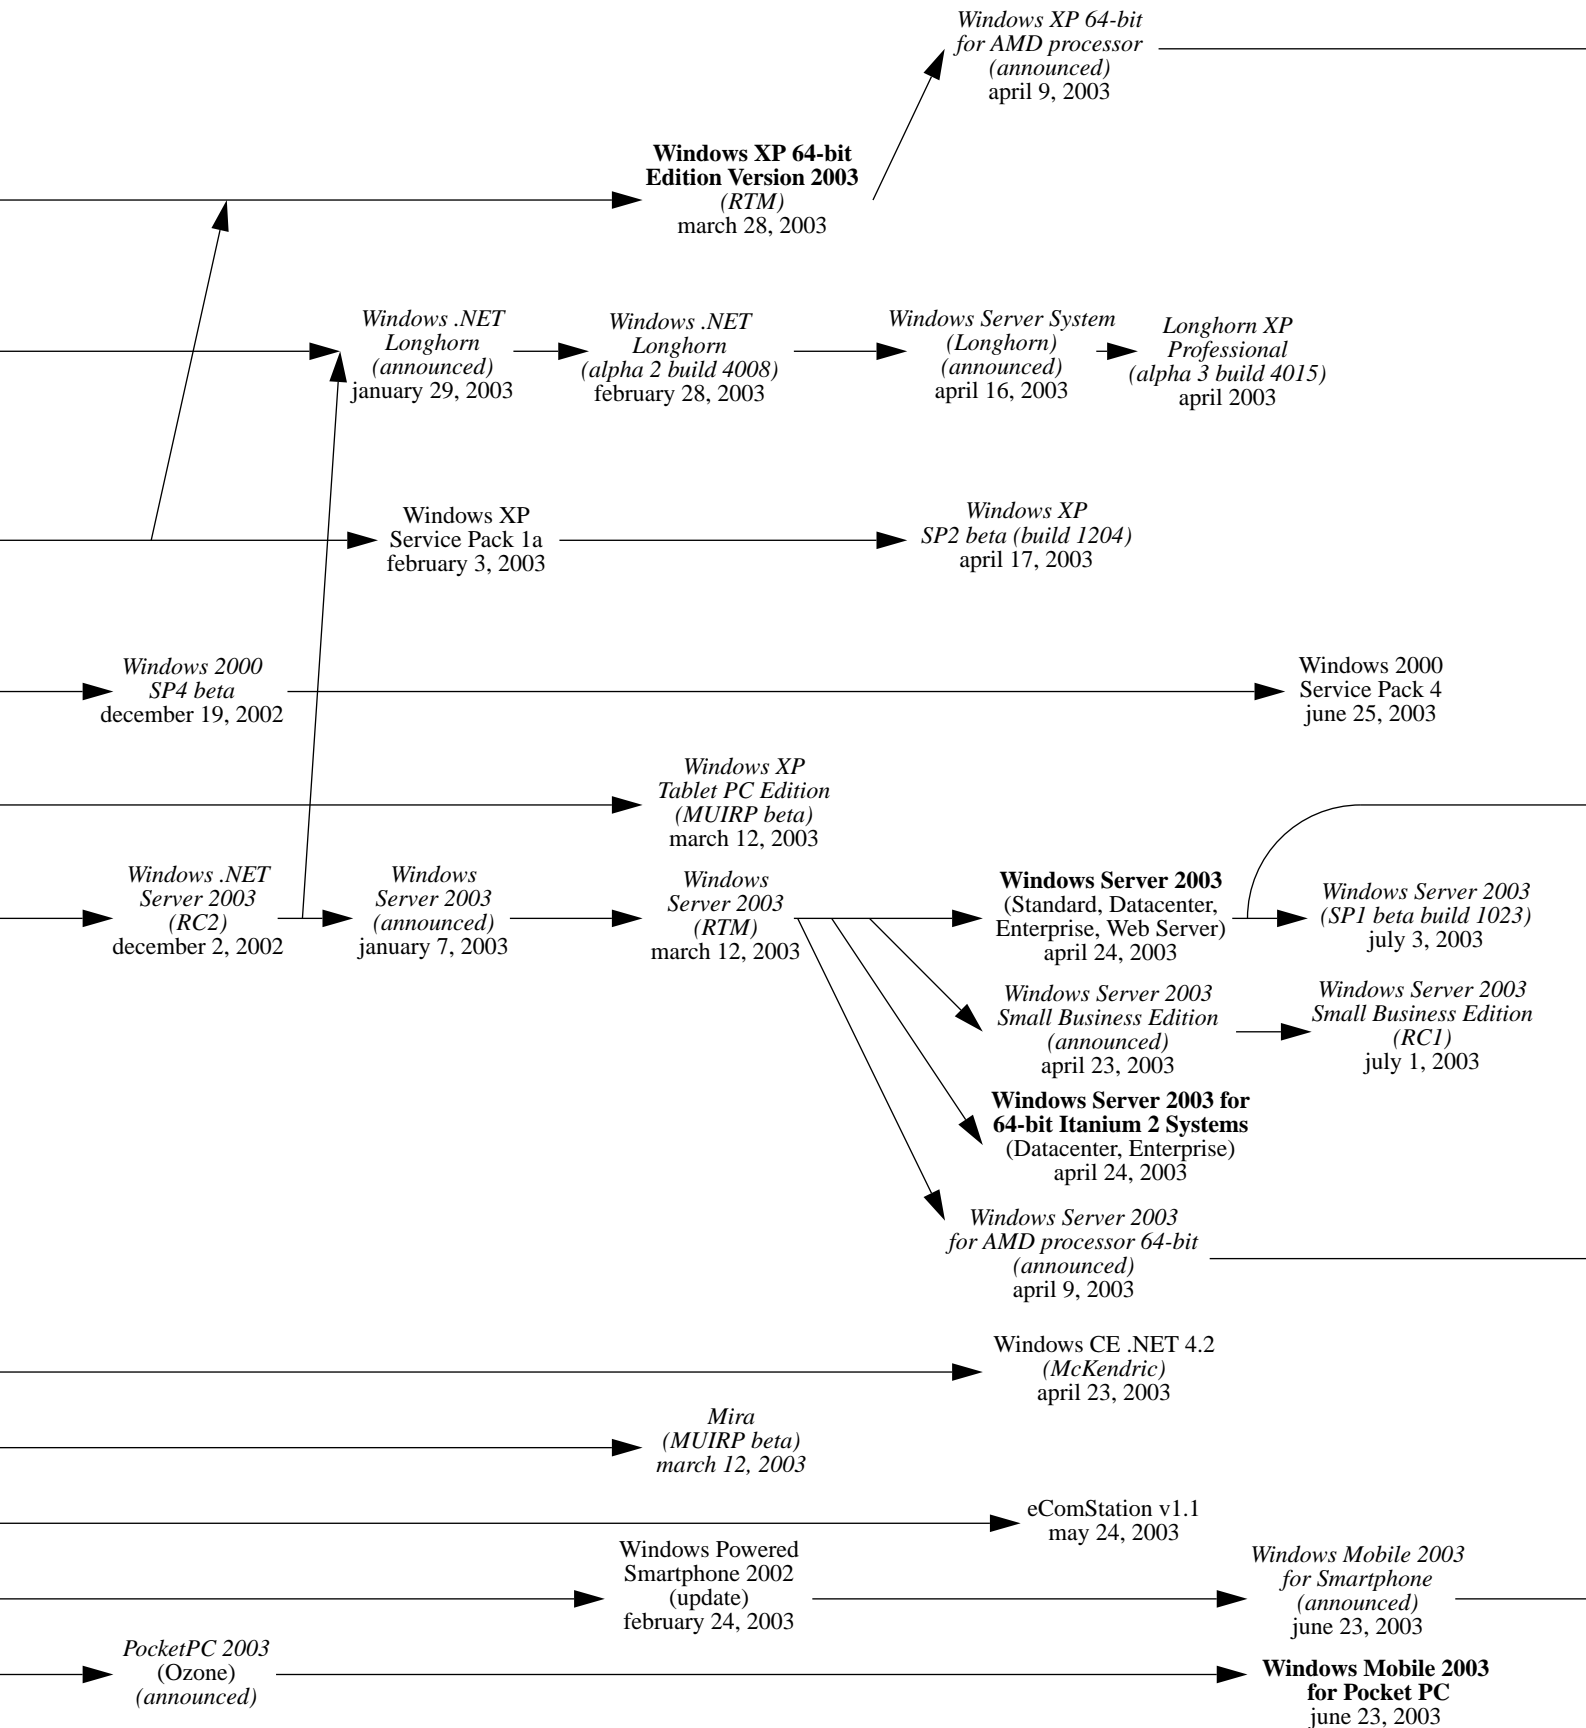 Windows XP 64-bit
for AMD processor
(announced)
april 9, 2003
Windows XP 64-bit
Edition Version 2003
(RTM)
march 28, 2003
Windows .NET
Longhorn
(announced)
january 29, 2003
Windows .NET
Longhorn
(alpha 2 build 4008)
february 28, 2003
Windows Server System
(Longhorn)
(announced)
april 16, 2003
Longhorn XP
Professional
(alpha 3 build 4015)
april 2003
Windows XP
Service Pack 1a
february 3, 2003
Windows XP
SP2 beta (build 1204)
april 17, 2003
Windows 2000
SP4 beta
december 19, 2002
Windows 2000
Service Pack 4
june 25, 2003
Windows XP
Tablet PC Edition
(MUIRP beta)
march 12, 2003
Windows .NET
Server 2003
(RC2)
december 2, 2002
Windows
Server 2003
(announced)
january 7, 2003
Windows
Server 2003
(RTM)
march 12, 2003
Windows Server 2003
(Standard, Datacenter,
Enterprise, Web Server)
april 24, 2003
Windows Server 2003
(SP1 beta build 1023)
july 3, 2003
Windows Server 2003
Small Business Edition
(announced)
april 23, 2003
Windows Server 2003
Small Business Edition
(RC1)
july 1, 2003
Windows Server 2003 for
64-bit Itanium 2 Systems
(Datacenter, Enterprise)
april 24, 2003
Windows Server 2003
for AMD processor 64-bit
(announced)
april 9, 2003
Windows CE .NET 4.2
(McKendric)
april 23, 2003
Mira
(MUIRP beta)
march 12, 2003
eComStation v1.1
may 24, 2003
Windows Powered
Smartphone 2002
(update)
february 24, 2003
Windows Mobile 2003
for Smartphone
(announced)
june 23, 2003
PocketPC 2003
(Ozone)
(announced)
Windows Mobile 2003
for Pocket PC
june 23, 2003